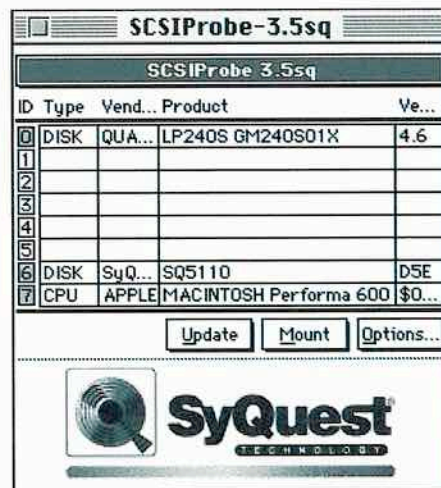 SCSIProbe-3.5sq
SCSIProbe 3.5sq
ID Type Vend... Product Ve...
0 DISK QUA... LP240S GM240S01X 4.6
1
2
3
4
5
6 DISK SyQ... SQ5110 D5E
7 CPU APPLE MACINTOSH Performa 600 $0...
Update Mount Options...
SyQuest
TECHNOLOGY